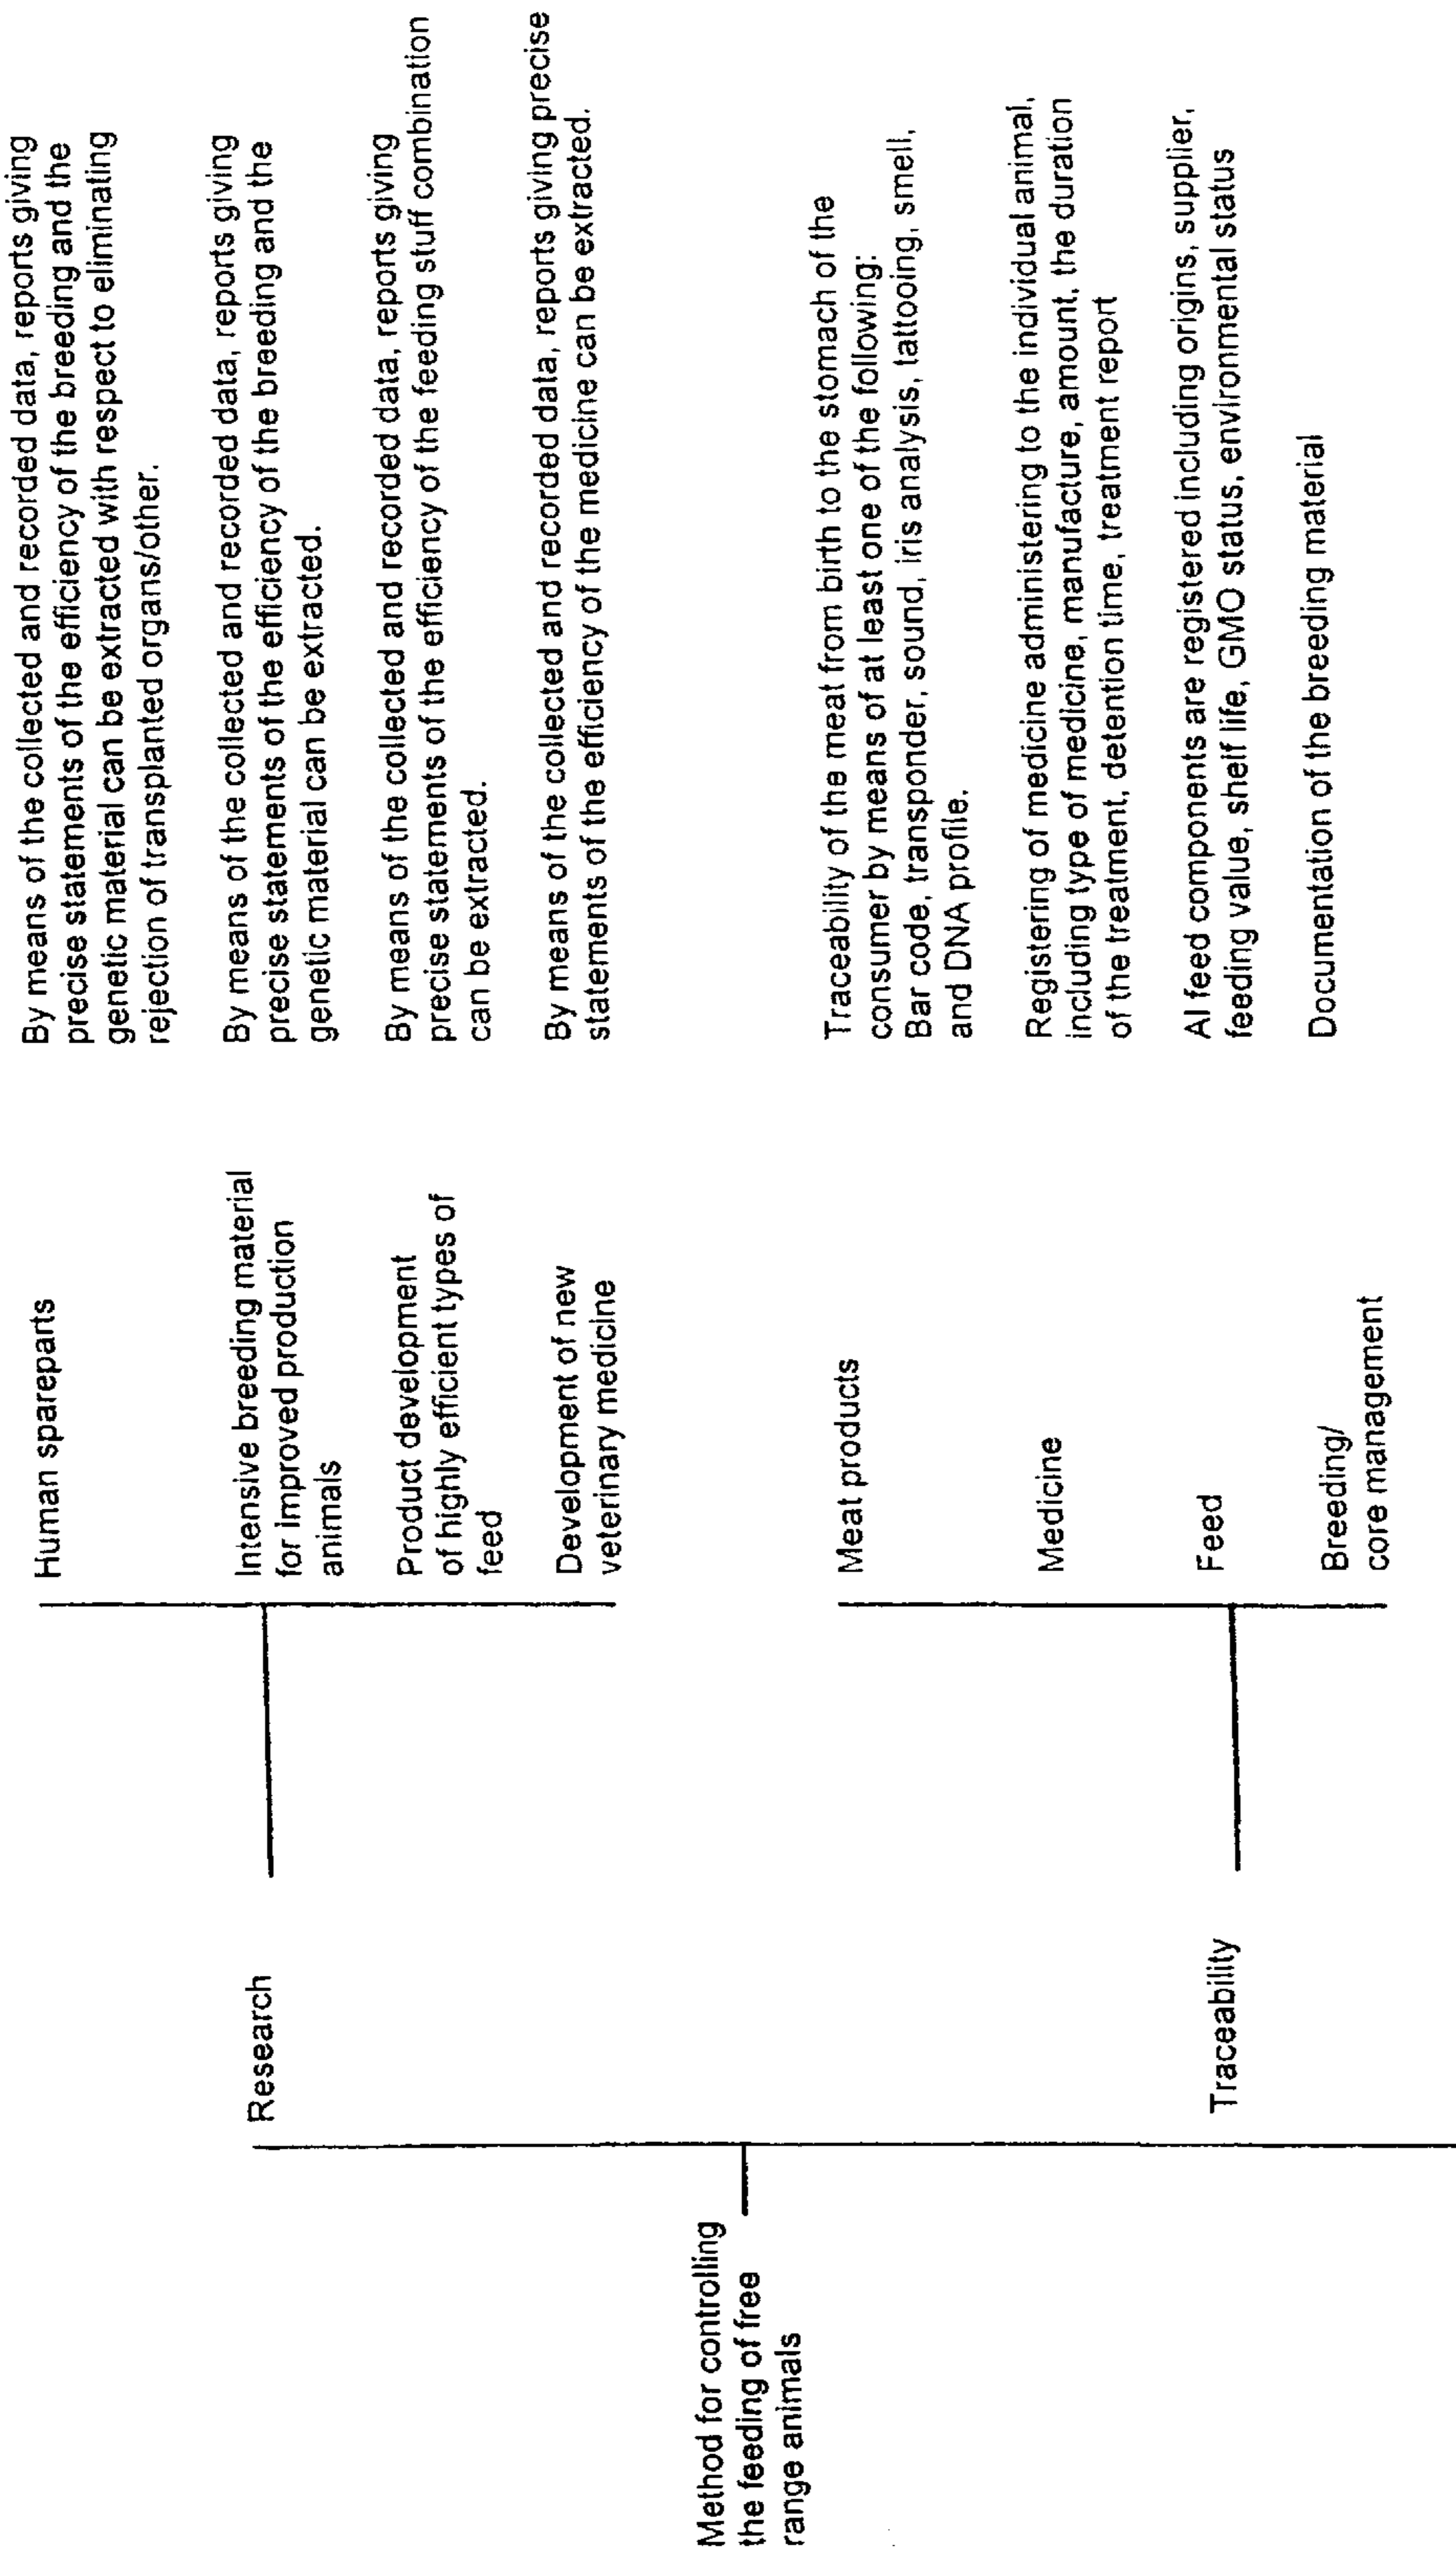 Method for controlling
the feeding of free
range animals
Research
Human spareparts
By means of the collected and recorded data, reports giving
precise statements of the efficiency of the breeding and the
genetic material can be extracted with respect to eliminating
rejection of transplanted organs/other.
Intensive breeding material
for improved production
animals
By means of the collected and recorded data, reports giving
precise statements of the efficiency of the breeding and the
genetic material can be extracted.
Product development
of highly efficient types of
feed
By means of the collected and recorded data, reports giving
precise statements of the efficiency of the feeding stuff combination
can be extracted.
Development of new
veterinary medicine
By means of the collected and recorded data, reports giving precise
statements of the efficiency of the medicine can be extracted.
Traceability
Meat products
Traceability of the meat from birth to the stomach of the
consumer by means of at least one of the following:
Bar code, transponder, sound, iris analysis, tattooing, smell,
and DNA profile.
Medicine
Registering of medicine administering to the individual animal,
including type of medicine, manufacture, amount, the duration
of the treatment, detention time, treatment report
Feed
Al feed components are registered including origins, supplier,
feeding value, shelf life, GMO status, environmental status
Breeding/
core management
Documentation of the breeding material